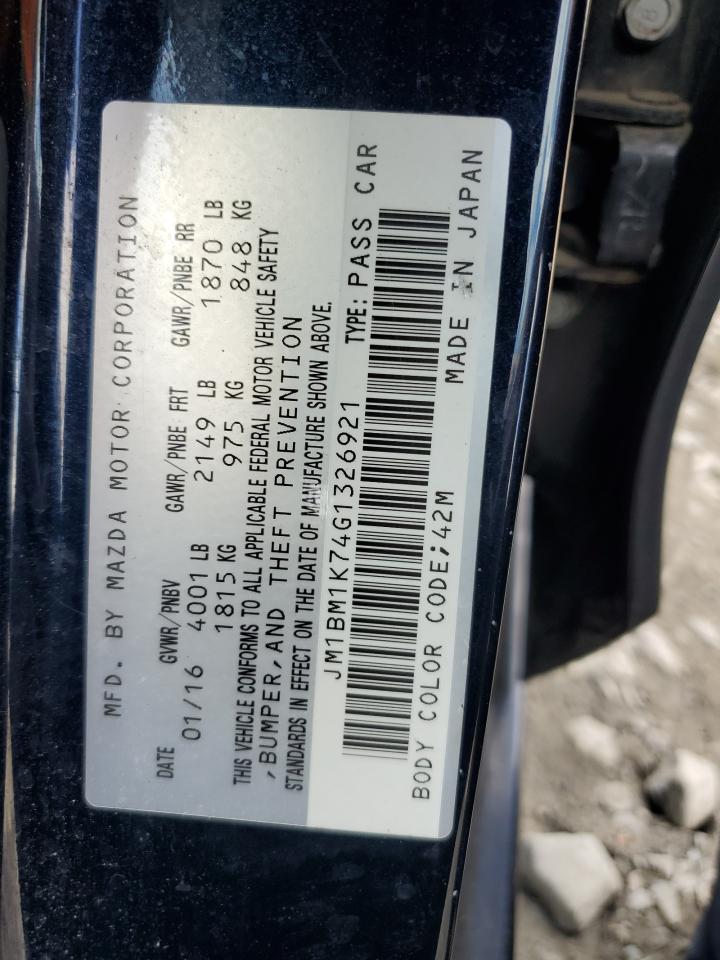 MFD. BY MAZDA MOTOR CORPORATION
DATE GVWR/PNBV GAWR/PNBE FRT GAWR/PNBE RR
01/16 4001 LB 2149 LB 1870 LB
1815 KG 975 KG 848 KG
THIS VEHICLE CONFORMS TO ALL APPLICABLE FEDERAL MOTOR VEHICLE SAFETY
,BUMPER,AND THEFT PREVENTION
STANDARDS IN EFFECT ON THE DATE OF MANUFACTURE SHOWN ABOVE.
JM1BM1K74G1326921 TYPE: PASS CAR
BODY COLOR CODE;42M MADE IN JAPAN
8